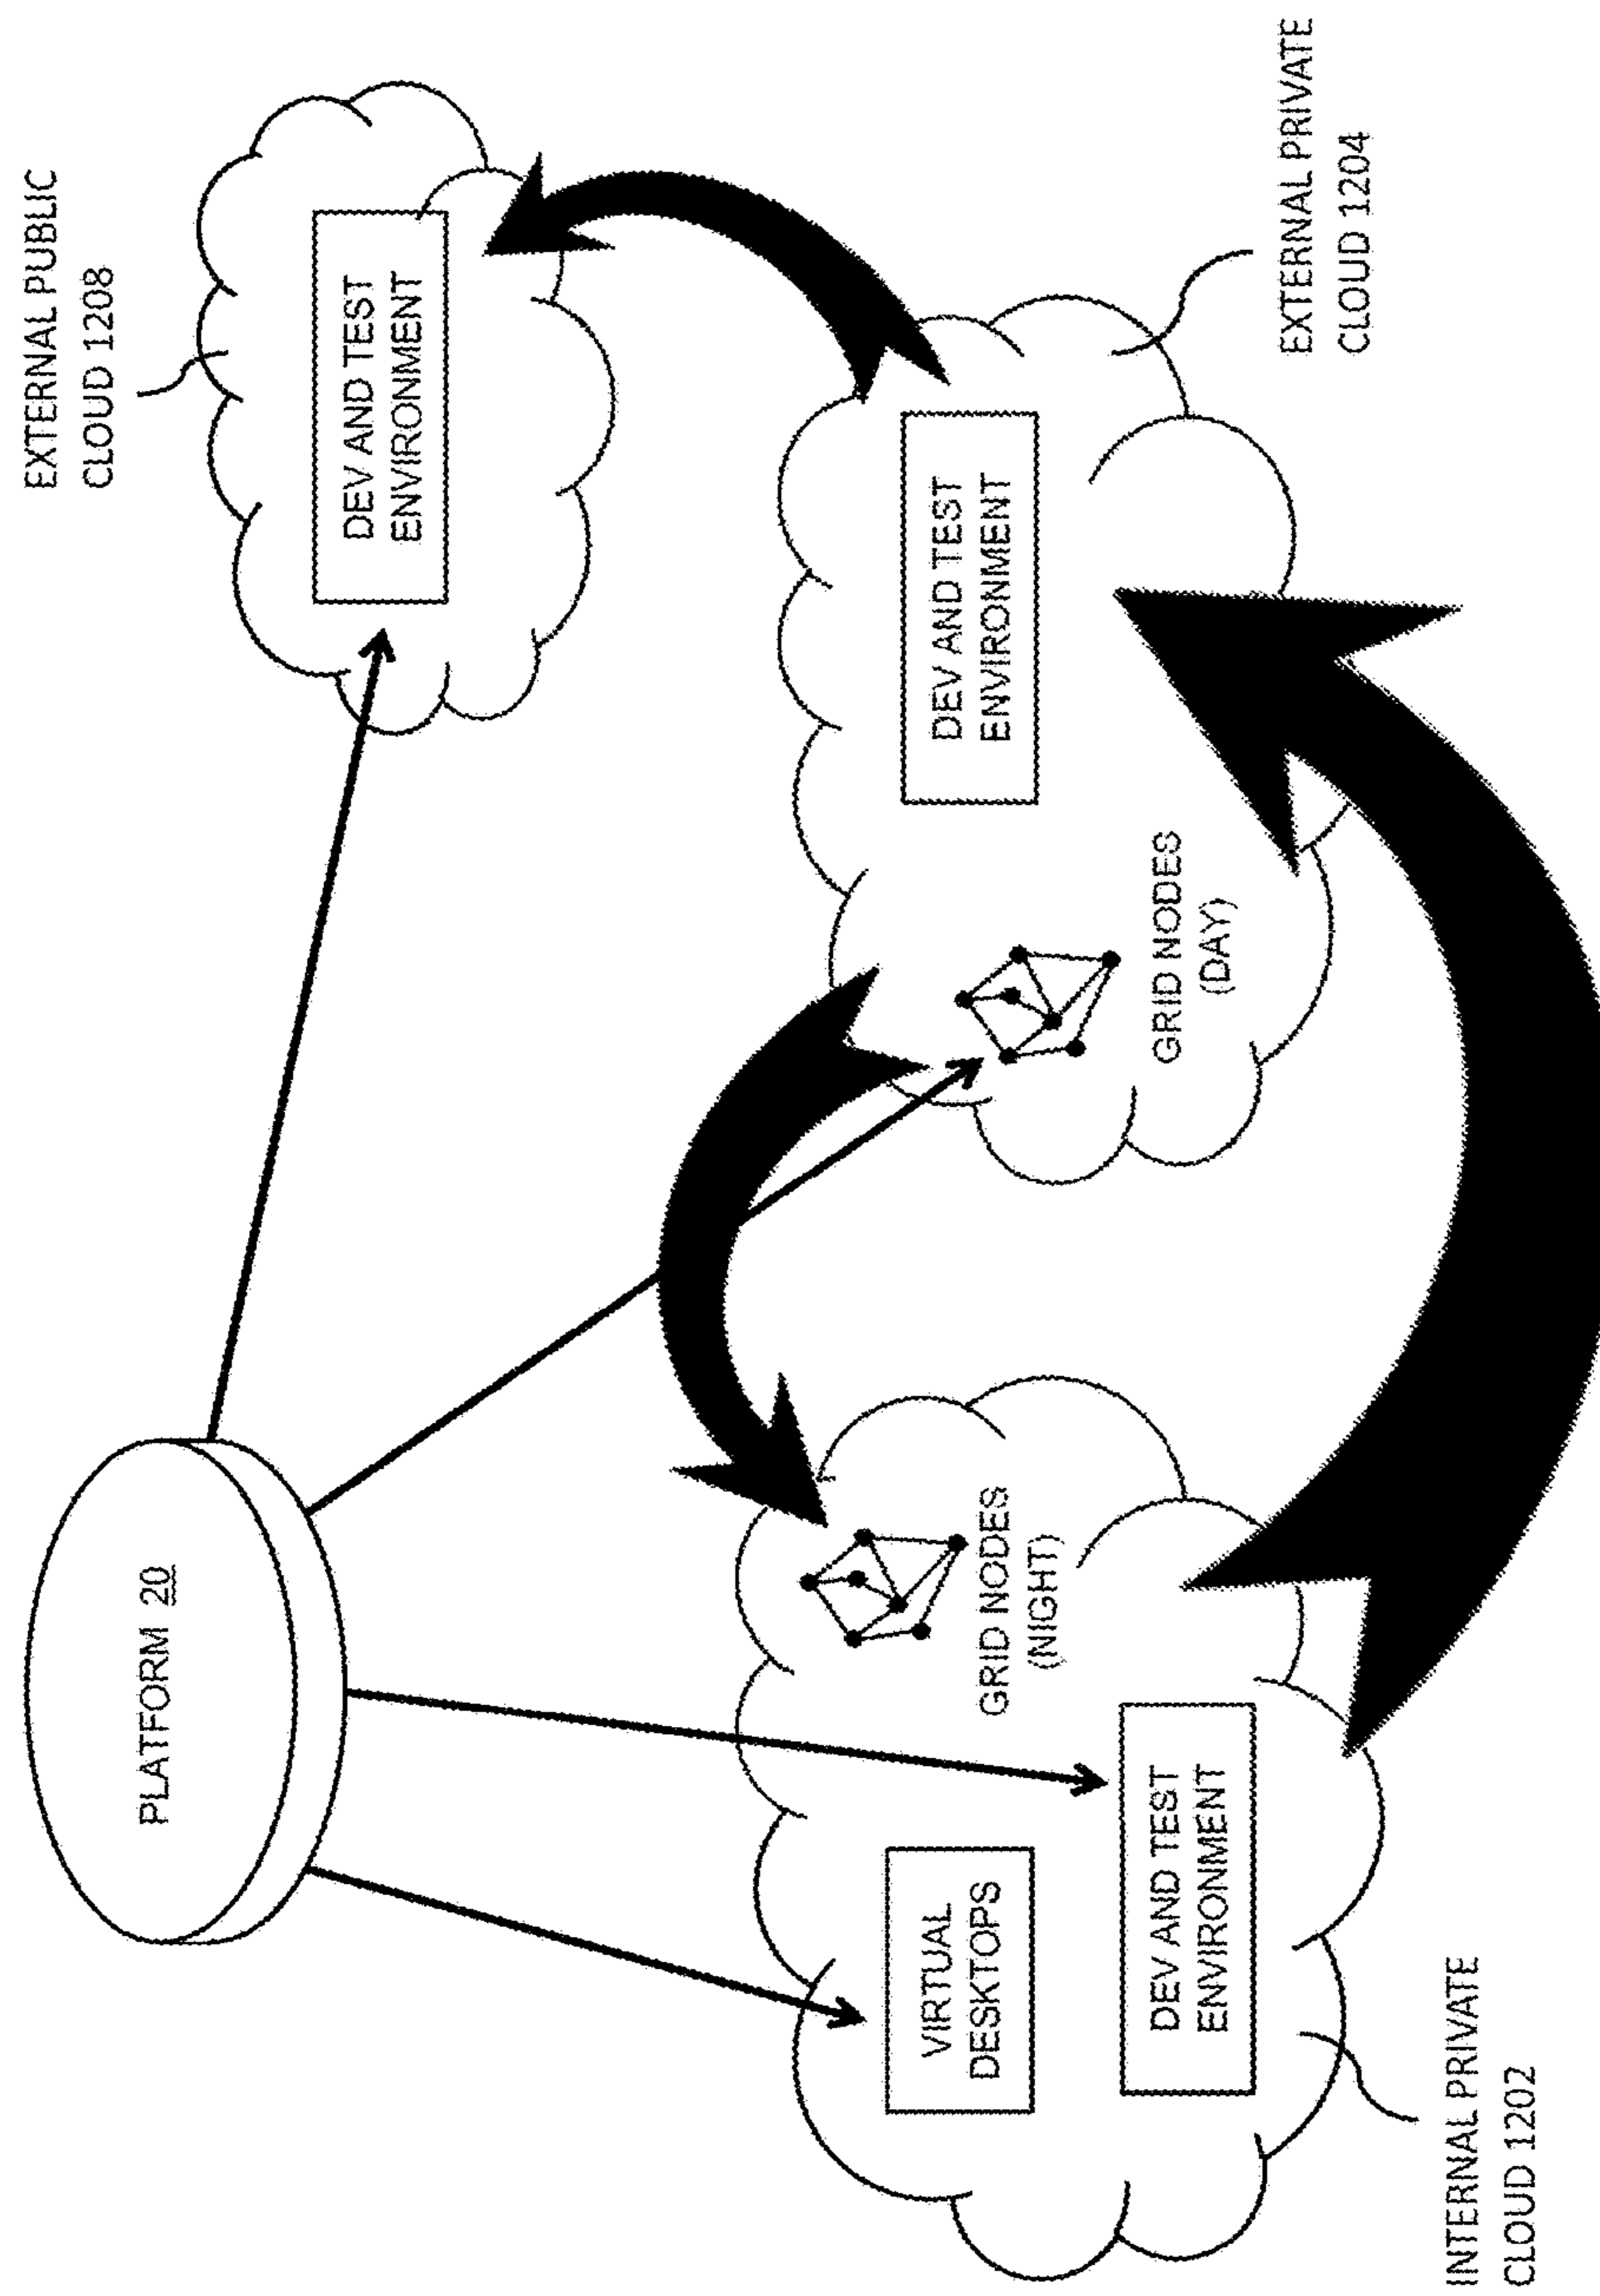 PLATFORM 20
EXTERNAL PUBLIC
CLOUD 1208
DEV AND TEST
ENVIRONMENT
VIRTUAL
DESKTOPS
DEV AND TEST
ENVIRONMENT
GRID NODES
(NIGHT)
GRID NODES
(DAY)
DEV AND TEST
ENVIRONMENT
INTERNAL PRIVATE
CLOUD 1202
EXTERNAL PRIVATE
CLOUD 1204